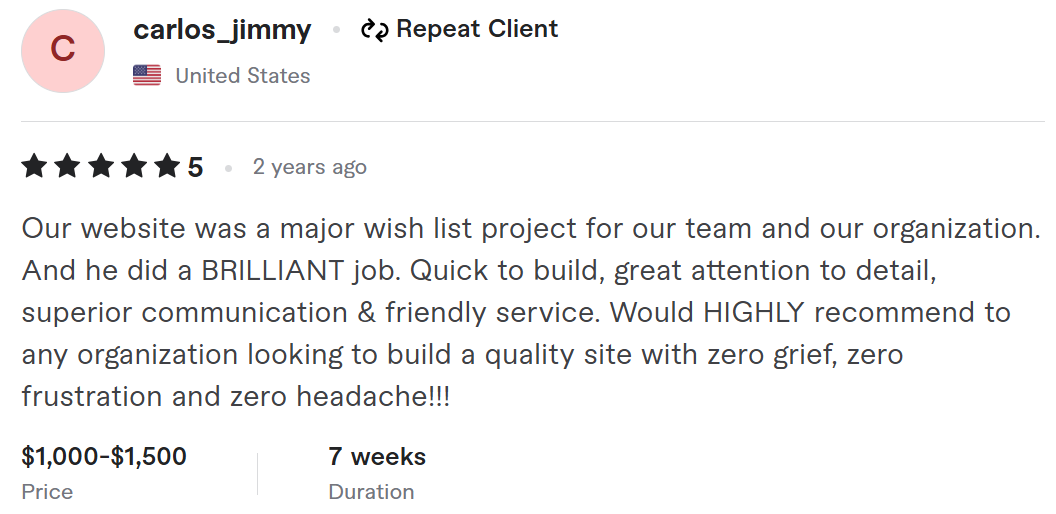 C
carlos_jimmy • Repeat Client
United States
5 • 2 years ago
Our website was a major wish list project for our team and our organization.
And he did a BRILLIANT job. Quick to build, great attention to detail,
superior communication & friendly service. Would HIGHLY recommend to
any organization looking to build a quality site with zero grief, zero
frustration and zero headache!!!
$1,000-$1,500 7 weeks
Price Duration